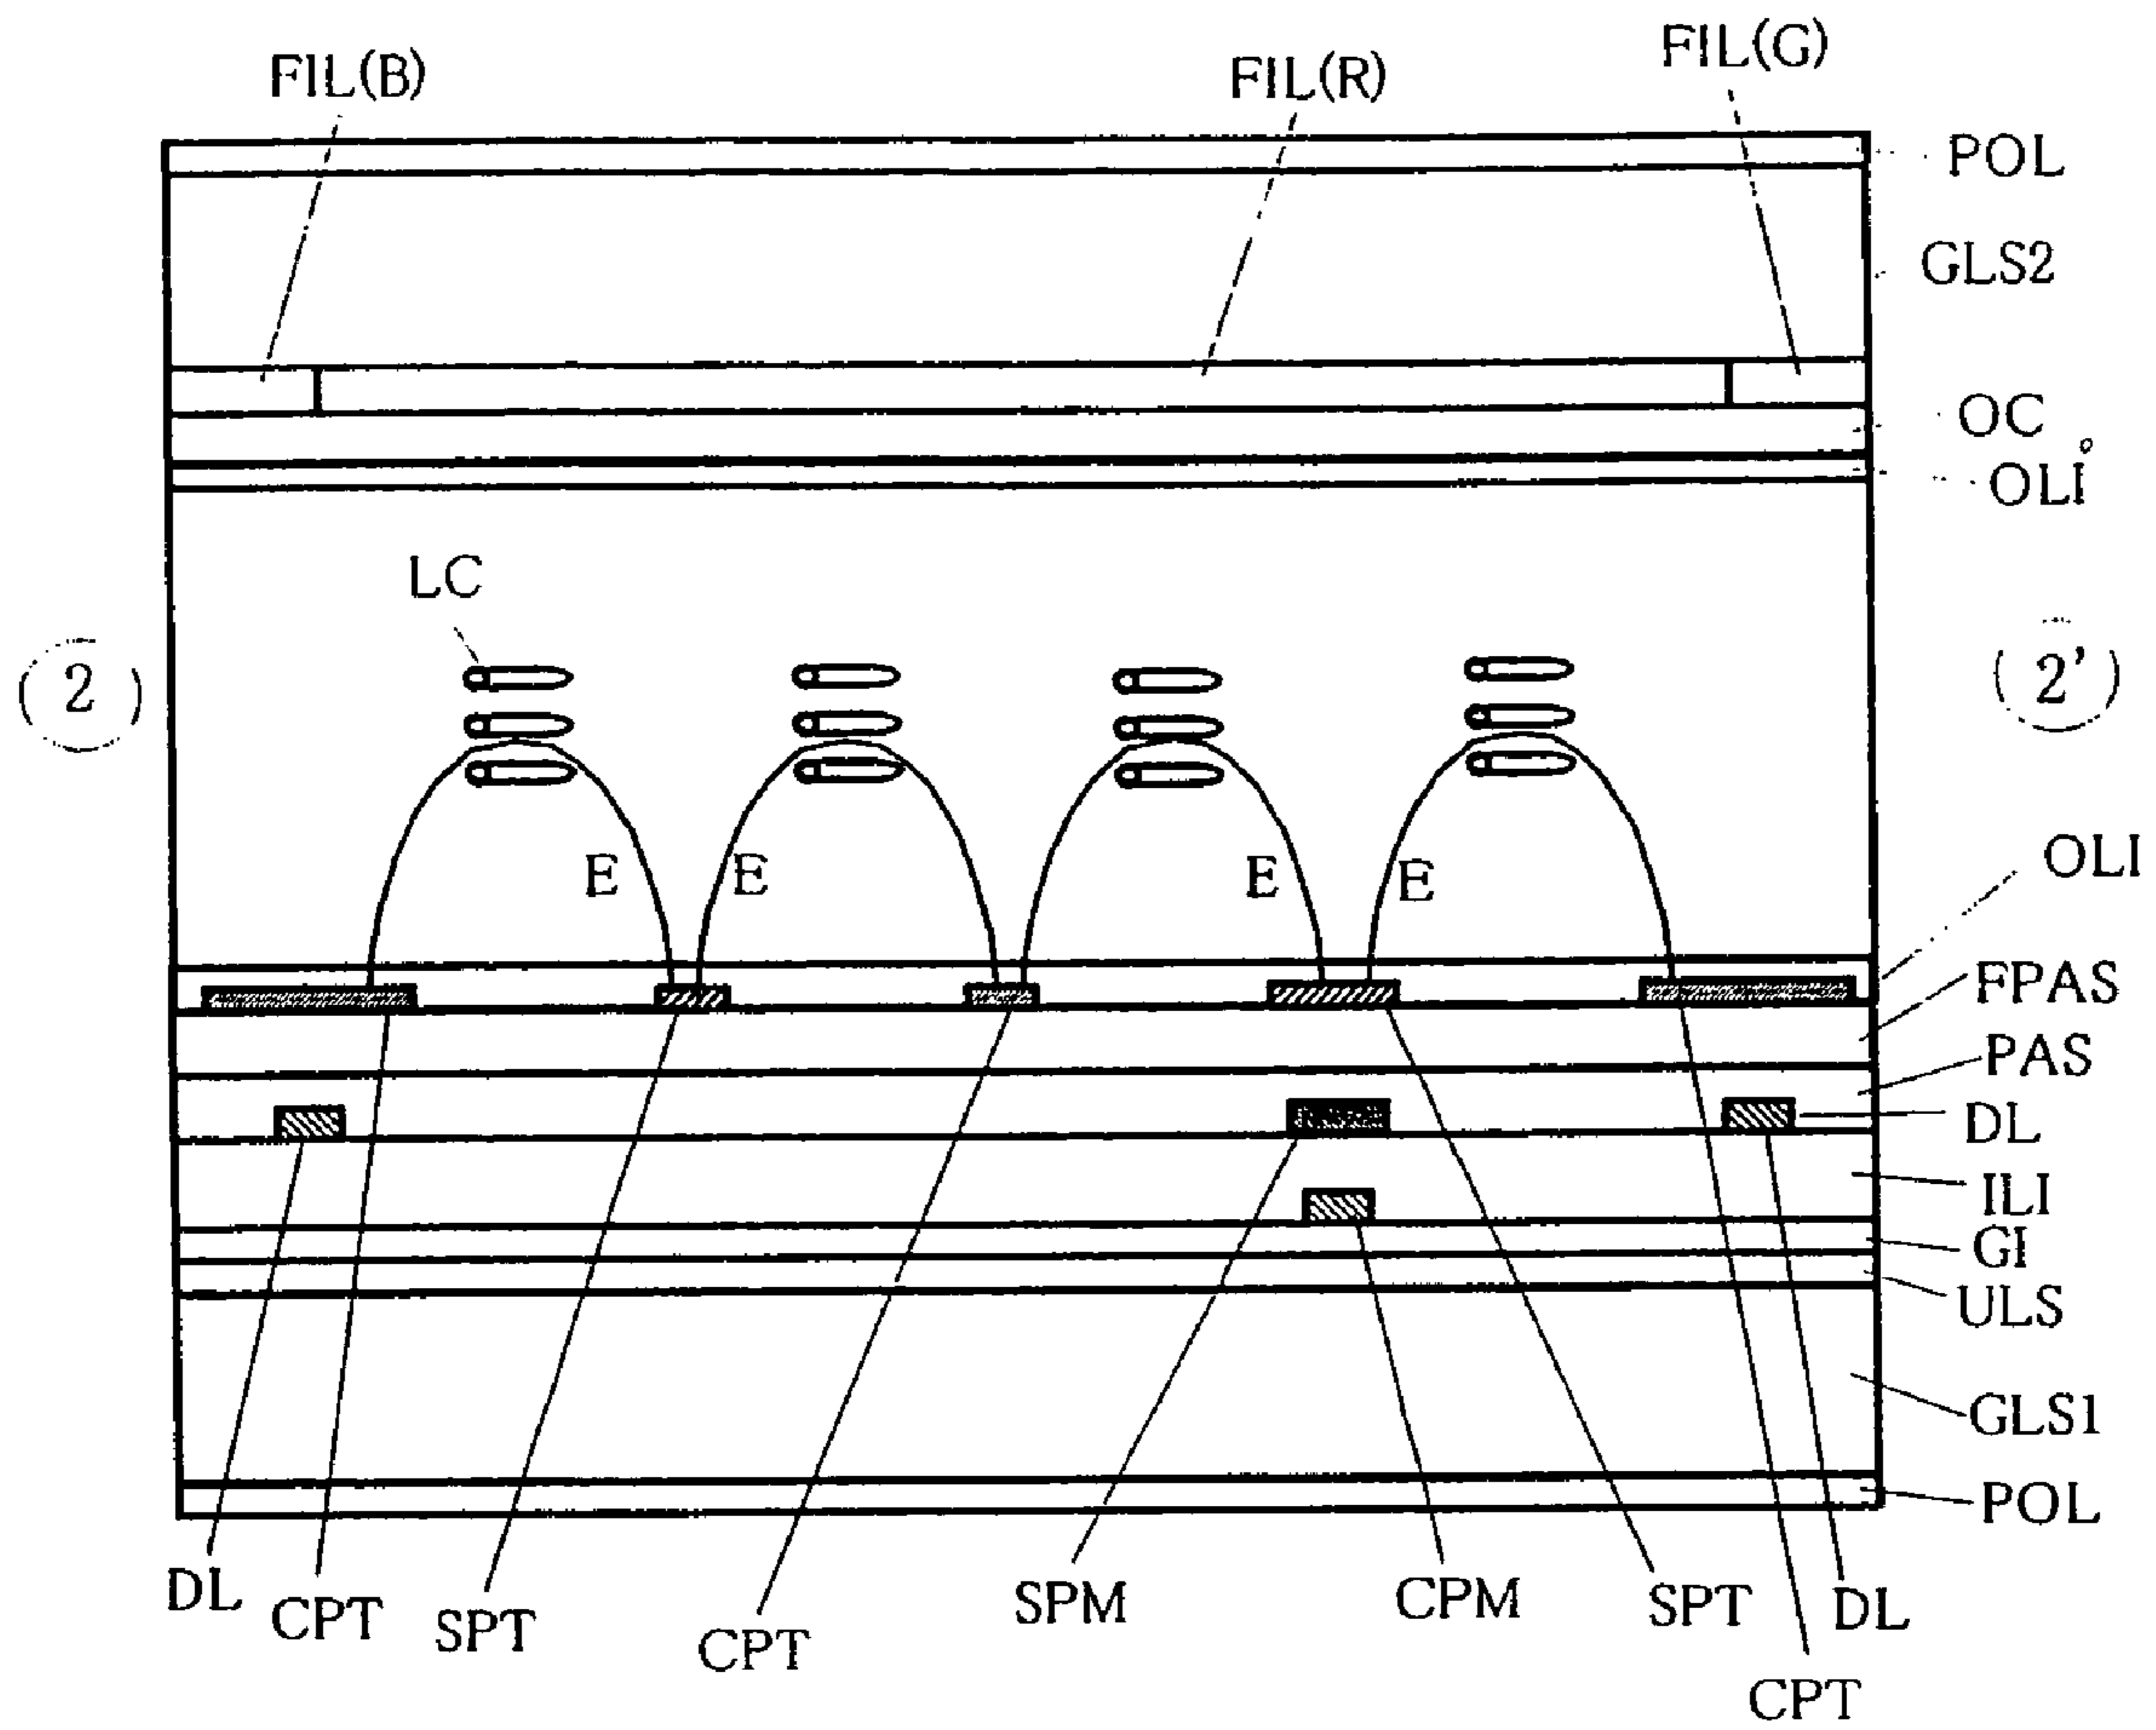 FIL(B)
FIL(R)
FIL(G)
POL
GLS2
OC
OLI
LC
2
2'
E
E
E
E
OLI
FPAS
PAS
DL
ILI
GI
ULS
GLS1
POL
DL
CPT
SPT
CPT
SPM
CPM
SPT
DL
CPT